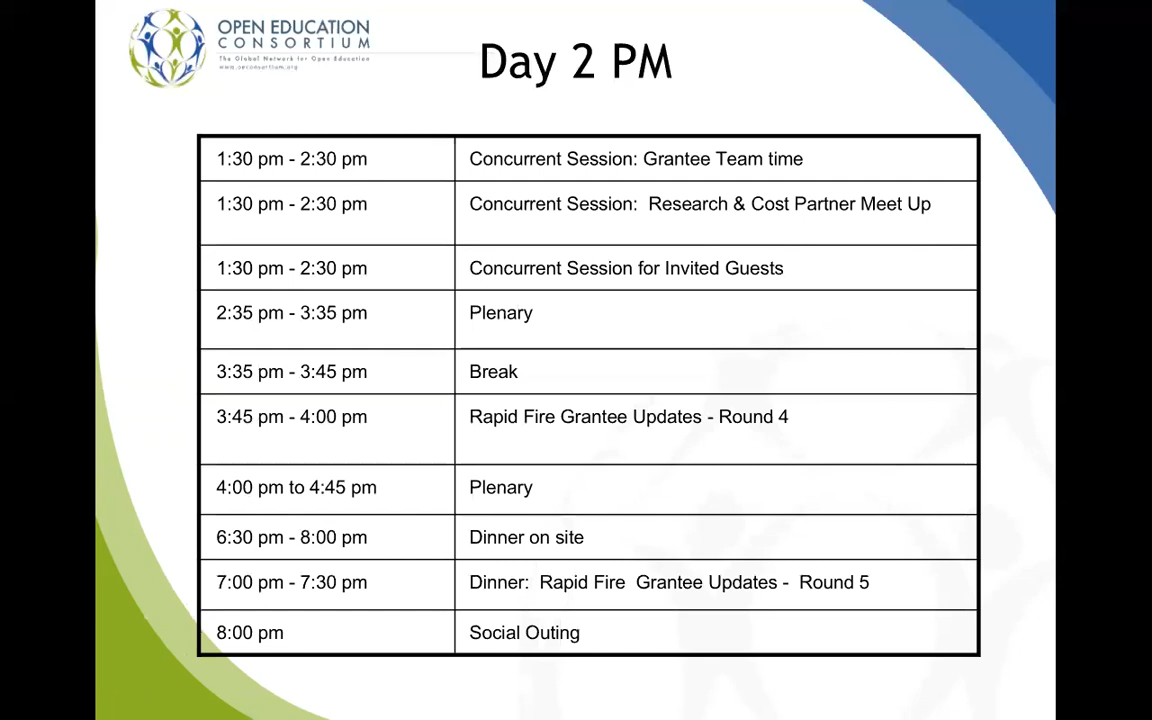 OPEN EDUCATION
CONSORTIUM
The Global Network for Open Education
www.oeconsortium.org
Day 2 PM
1:30 pm - 2:30 pm Concurrent Session: Grantee Team time
1:30 pm - 2:30 pm Concurrent Session: Research & Cost Partner Meet Up
1:30 pm - 2:30 pm Concurrent Session for Invited Guests
2:35 pm - 3:35 pm Plenary
3:35 pm - 3:45 pm Break
3:45 pm - 4:00 pm Rapid Fire Grantee Updates - Round 4
4:00 pm to 4:45 pm Plenary
6:30 pm - 8:00 pm Dinner on site
7:00 pm - 7:30 pm Dinner: Rapid Fire Grantee Updates - Round 5
8:00 pm Social Outing